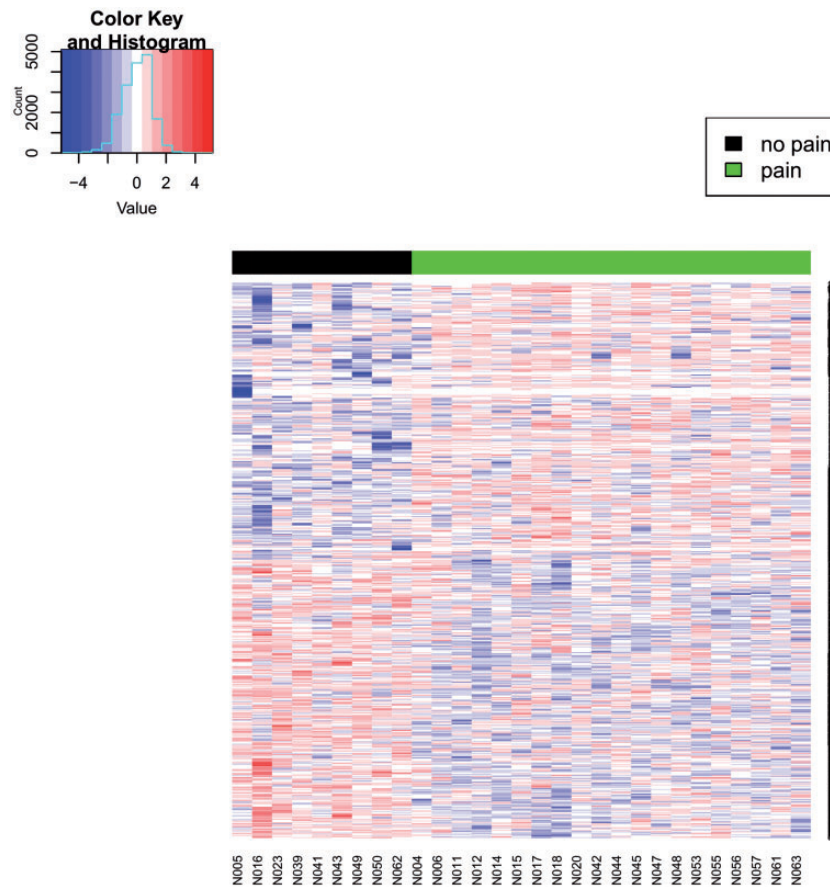 Color Key
and Histogram
Count
0 2000 5000
−4 0 2 4
Value
no pain
pain
N005 N016 N023 N039 N041 N043 N049 N050 N062 N004 N006 N011 N012 N014 N015 N017 N018 N020 N042 N044 N045 N047 N048 N053 N055 N056 N057 N061 N063